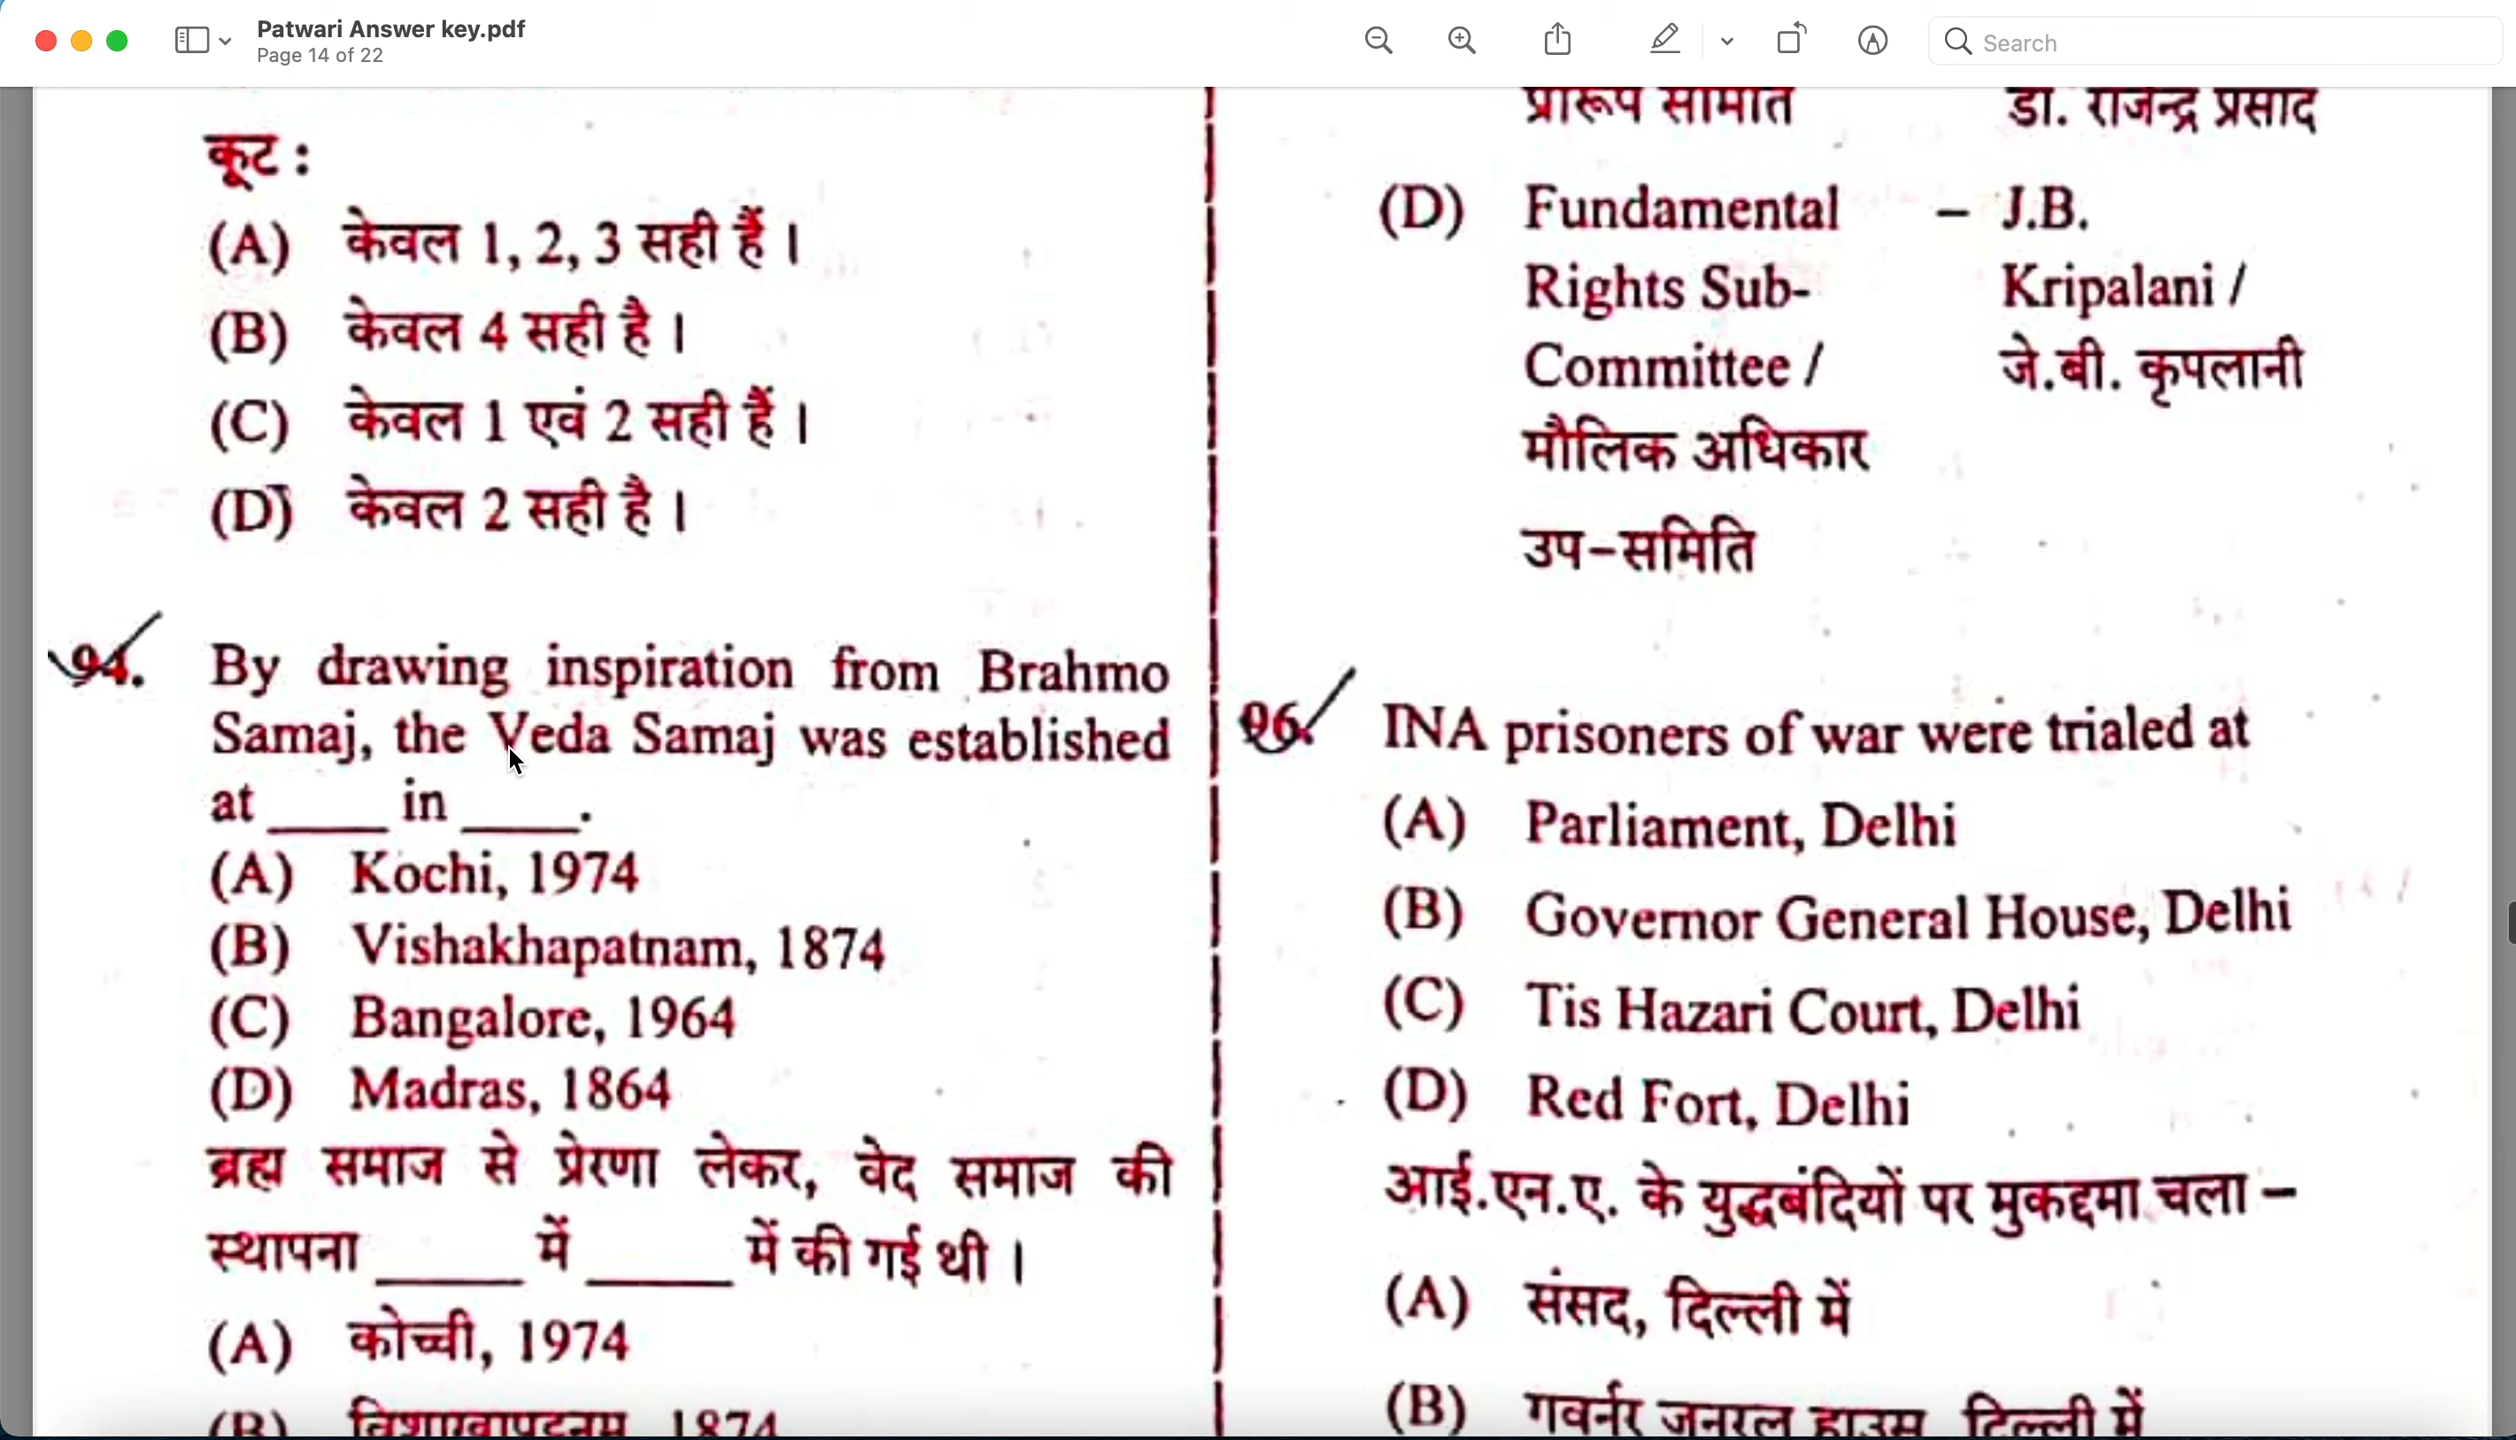 Patwari Answer key.pdf
Page 14 of 22
Search
कूट :
(A) केवल 1, 2, 3 सही हैं ।
(B) केवल 4 सही है ।
(C) केवल 1 एवं 2 सही हैं ।
(D) केवल 2 सही है ।
94. By drawing inspiration from Brahmo
Samaj, the Veda Samaj was established
at ____ in ____.
(A) Kochi, 1974
(B) Vishakhapatnam, 1874
(C) Bangalore, 1964
(D) Madras, 1864
ब्रह्म समाज से प्रेरणा लेकर, वेद समाज की
स्थापना ____ में ____ में की गई थी ।
(A) कोच्ची, 1974
(B) विशाखापट्टनम, 1874
प्रारूप समिति डॉ. राजेन्द्र प्रसाद
(D) Fundamental – J.B.
Rights Sub- Kripalani /
Committee / जे.बी. कृपलानी
मौलिक अधिकार
उप-समिति
96. INA prisoners of war were trialed at
(A) Parliament, Delhi
(B) Governor General House, Delhi
(C) Tis Hazari Court, Delhi
(D) Red Fort, Delhi
आई.एन.ए. के युद्धबंदियों पर मुकद्दमा चला –
(A) संसद, दिल्ली में
(B) गवर्नर जनरल हाउस, दिल्ली में